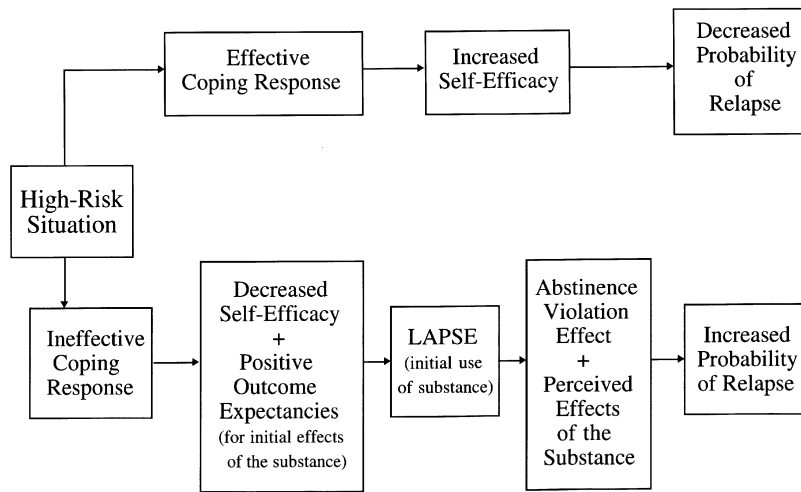 Effective
Coping Response
Increased
Self-Efficacy
Decreased
Probability
of
Relapse
High-Risk
Situation
Ineffective
Coping
Response
Decreased
Self-Efficacy
+
Positive
Outcome
Expectancies
(for initial effects
of the substance)
LAPSE
(initial use
of substance)
Abstinence
Violation
Effect
+
Perceived
Effects
of the
Substance
Increased
Probability
of Relapse